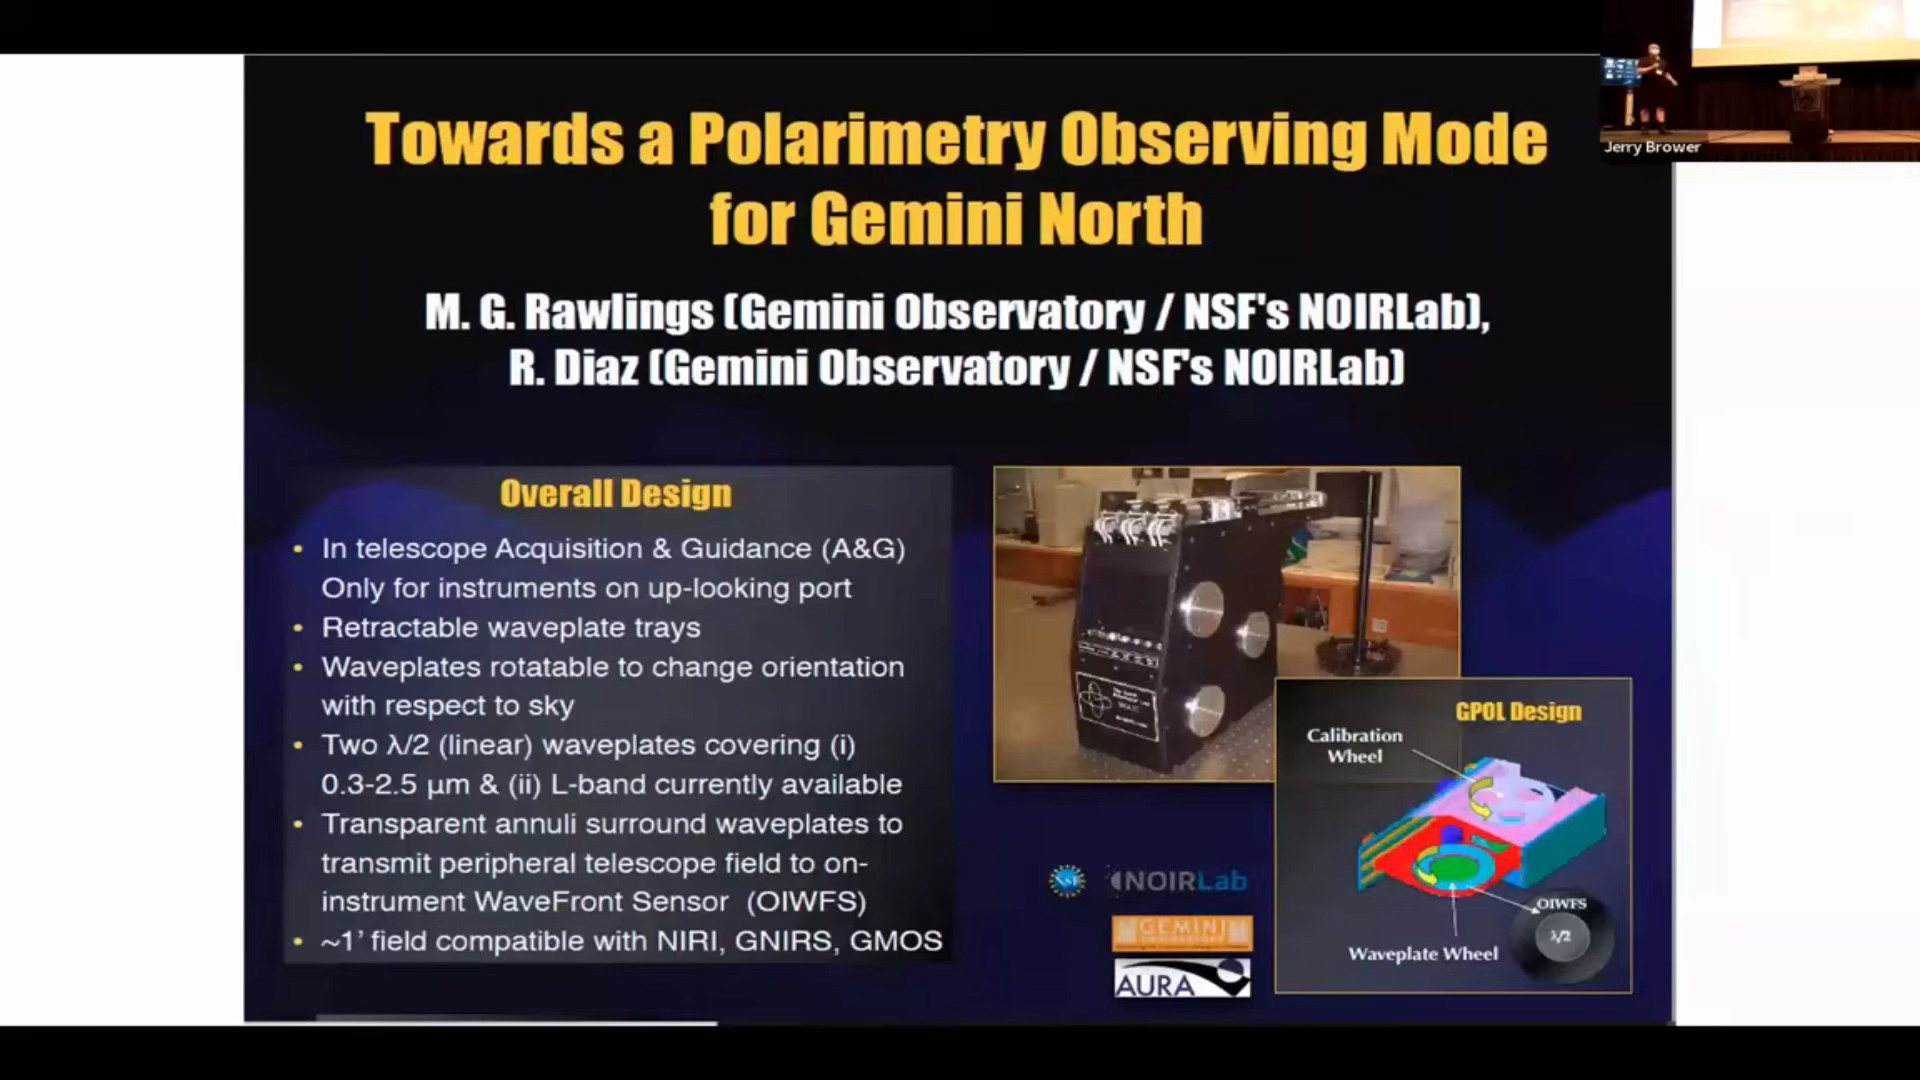 Towards a Polarimetry Observing Mode
for Gemini North
M. G. Rawlings (Gemini Observatory / NSF's NOIRLab),
R. Diaz (Gemini Observatory / NSF's NOIRLab)
Jerry Brower
Overall Design
• In telescope Acquisition & Guidance (A&G)
Only for instruments on up-looking port
• Retractable waveplate trays
• Waveplates rotatable to change orientation
with respect to sky
• Two λ/2 (linear) waveplates covering (i)
0.3-2.5 µm & (ii) L-band currently available
• Transparent annuli surround waveplates to
transmit peripheral telescope field to on-
instrument WaveFront Sensor (OIWFS)
• ~1’ field compatible with NIRI, GNIRS, GMOS
GPOL Design
Calibration
Wheel
OIWFS
λ/2
Waveplate Wheel
NSF
NOIRLab
GEMINI
AURA